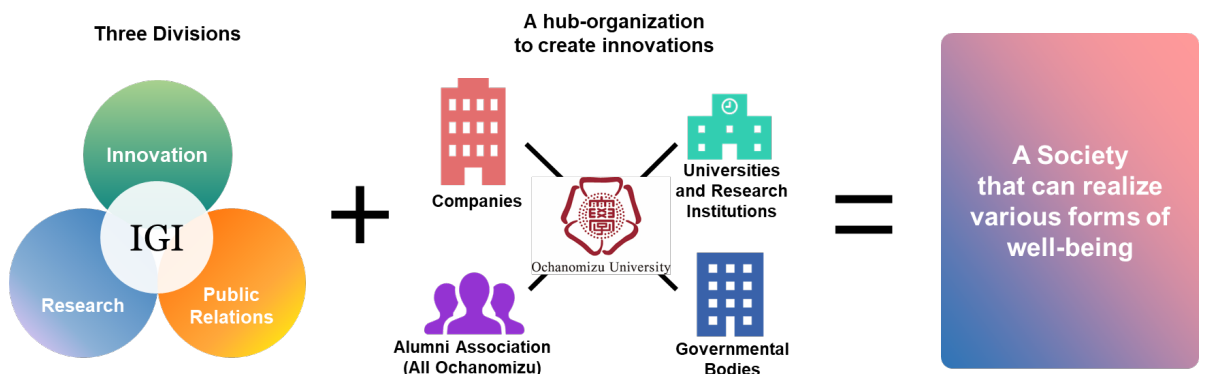 Three Divisions
Innovation
IGI
Research
Public
Relations
+
A hub-organization
to create innovations
Companies
Universities
and Research
Institutions
Ochanomizu University
Alumni Association
(All Ochanomizu)
Governmental
Bodies
=
A Society
that can realize
various forms of
well-being